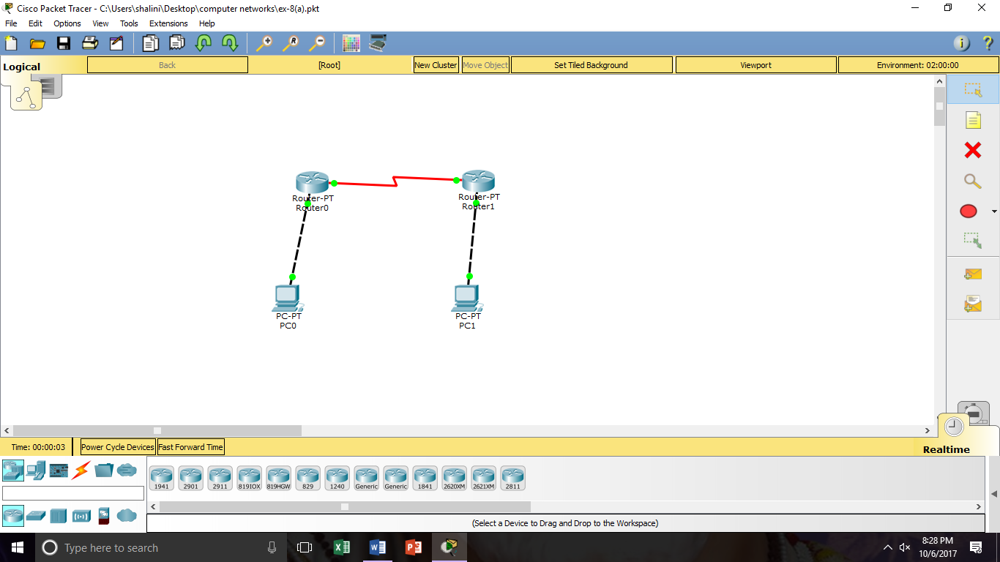 Cisco Packet Tracer - C:\Users\shalini\Desktop\computer networks\ex-8(a).pkt
File Edit Options View Tools Extensions Help
Logical Back [Root] New Cluster Move Object Set Tiled Background Viewport Environment: 02:00:00
Router-PT
Router0
Router-PT
Router1
PC-PT
PC0
PC-PT
PC1
Time: 00:00:03 Power Cycle Devices Fast Forward Time Realtime
1941 2901 2911 819IOX 819HGW 829 1240 Generic Generic 1841 2620XM 2621XM 2811
(Select a Device to Drag and Drop to the Workspace)
Type here to search
8:28 PM
10/6/2017